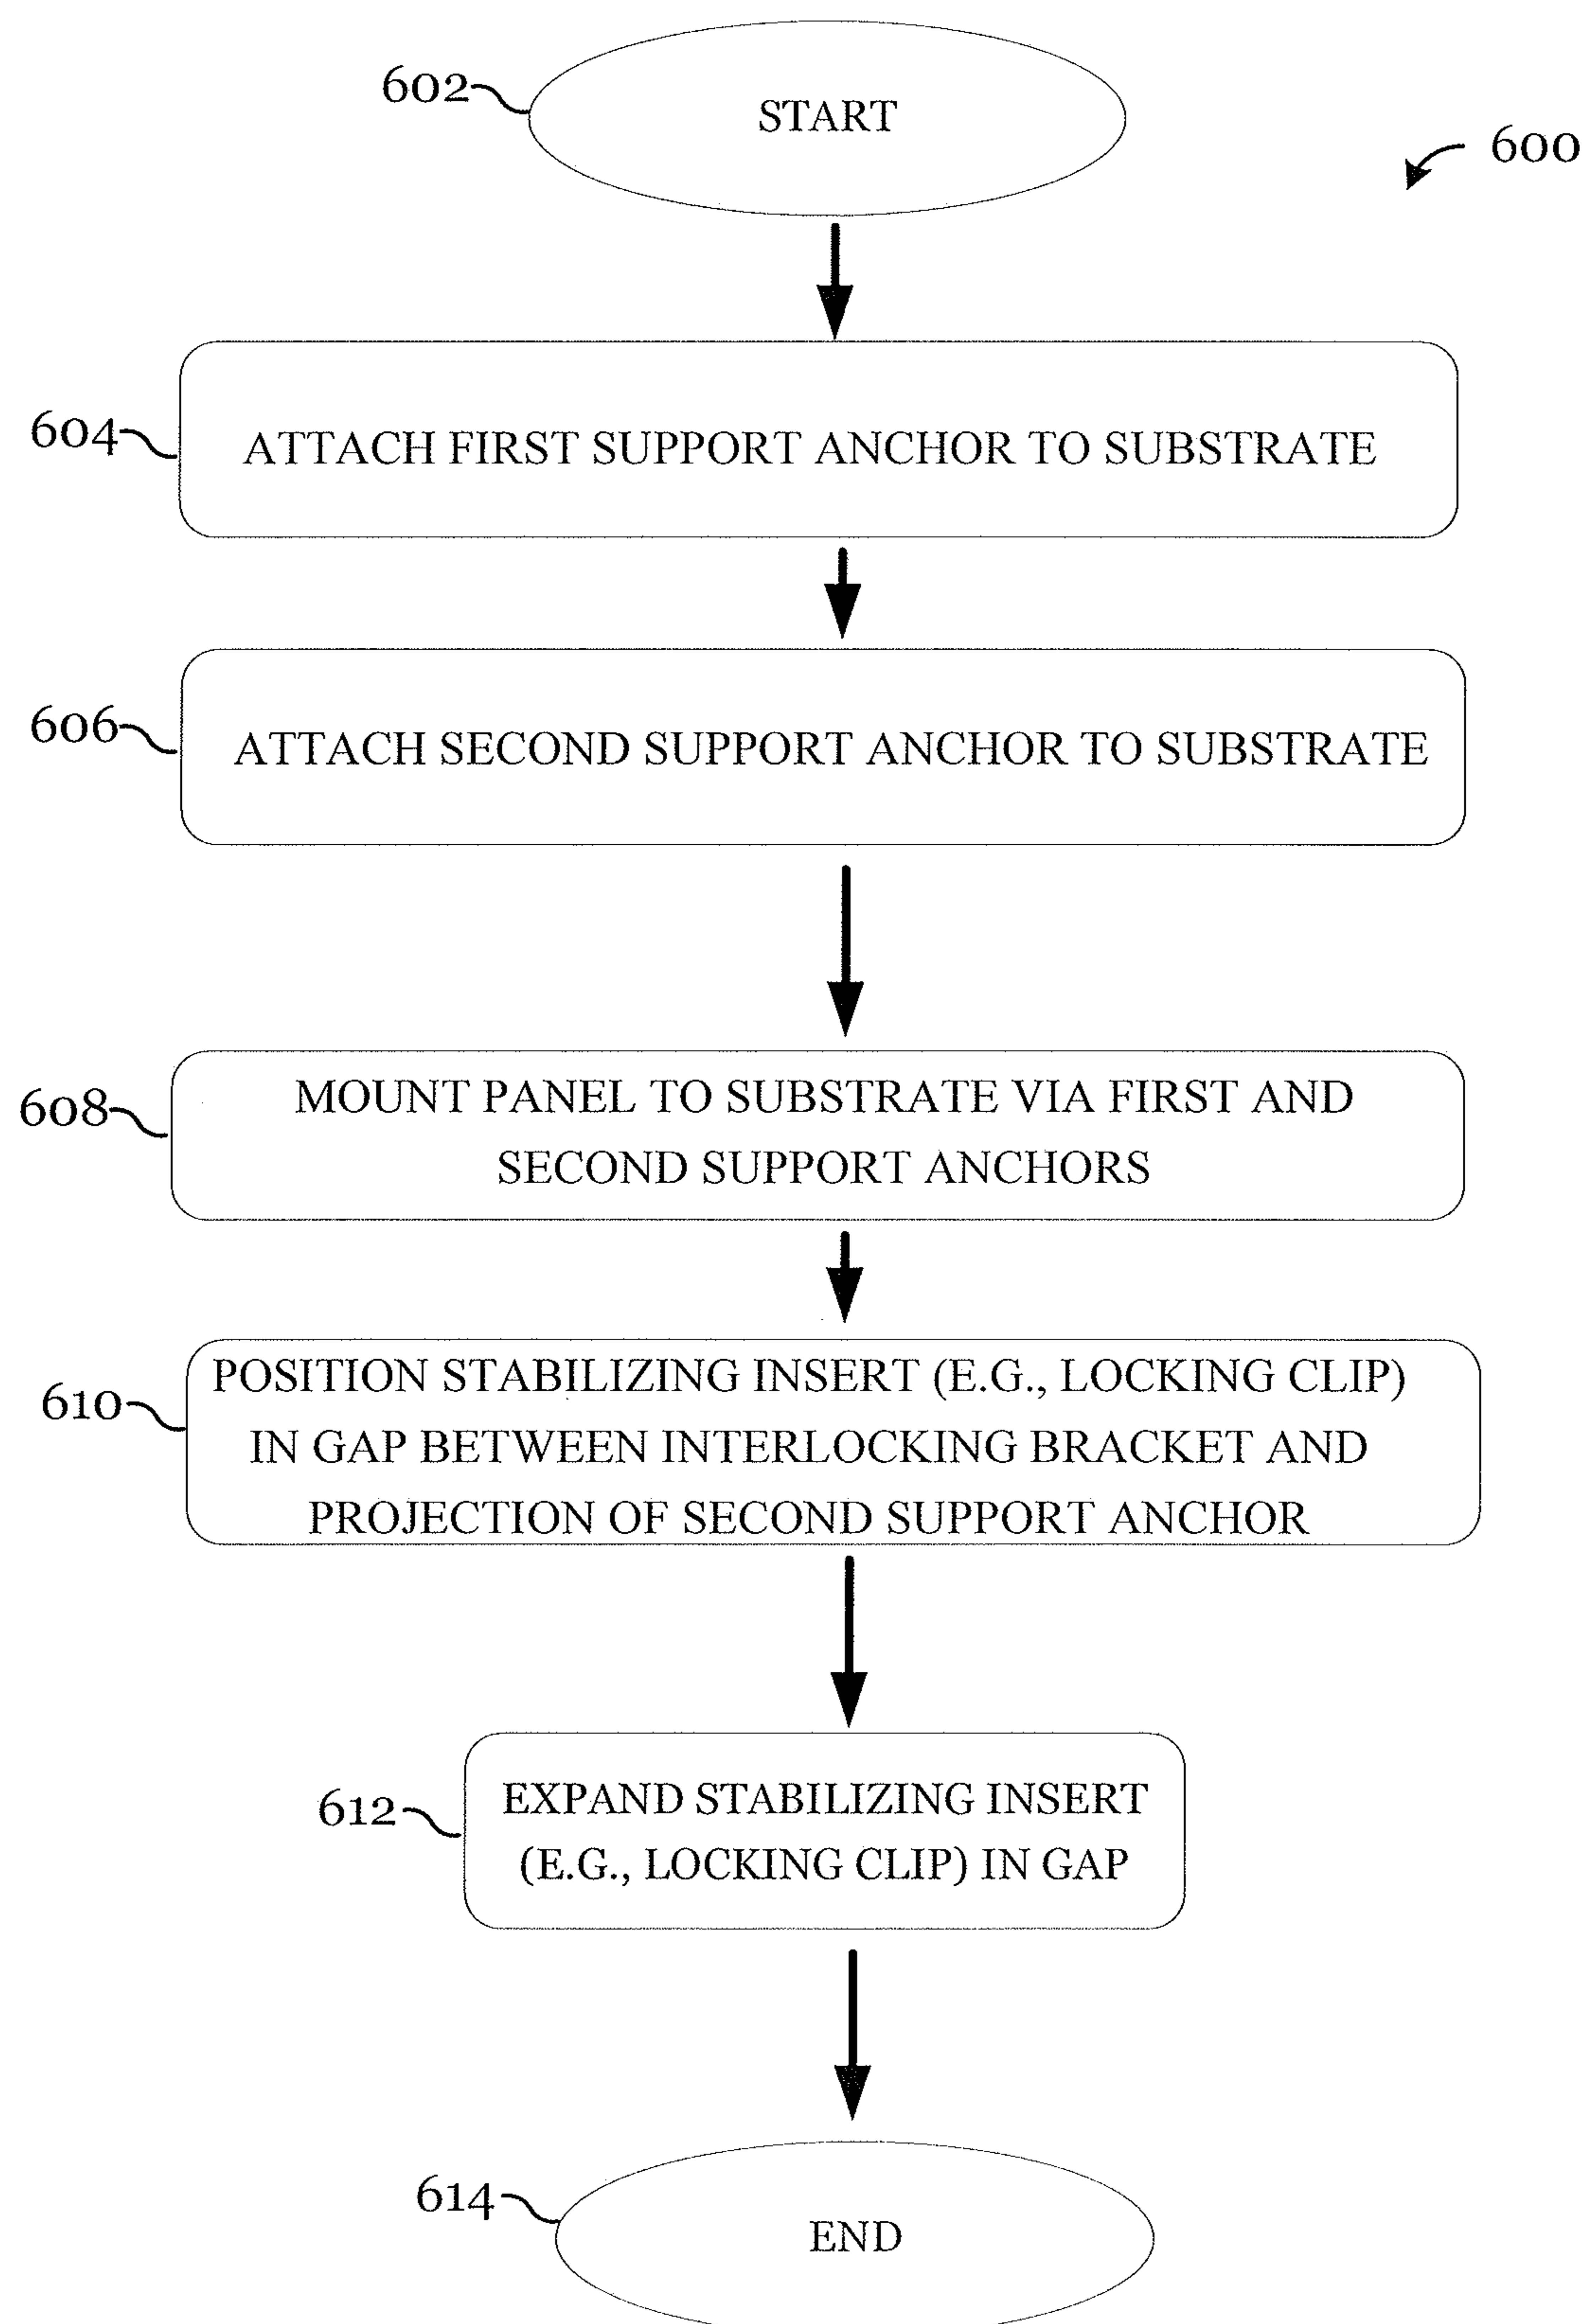 602
START
600
604
ATTACH FIRST SUPPORT ANCHOR TO SUBSTRATE
606
ATTACH SECOND SUPPORT ANCHOR TO SUBSTRATE
608
MOUNT PANEL TO SUBSTRATE VIA FIRST AND
SECOND SUPPORT ANCHORS
610
POSITION STABILIZING INSERT (E.G., LOCKING CLIP)
IN GAP BETWEEN INTERLOCKING BRACKET AND
PROJECTION OF SECOND SUPPORT ANCHOR
612
EXPAND STABILIZING INSERT
(E.G., LOCKING CLIP) IN GAP
614
END